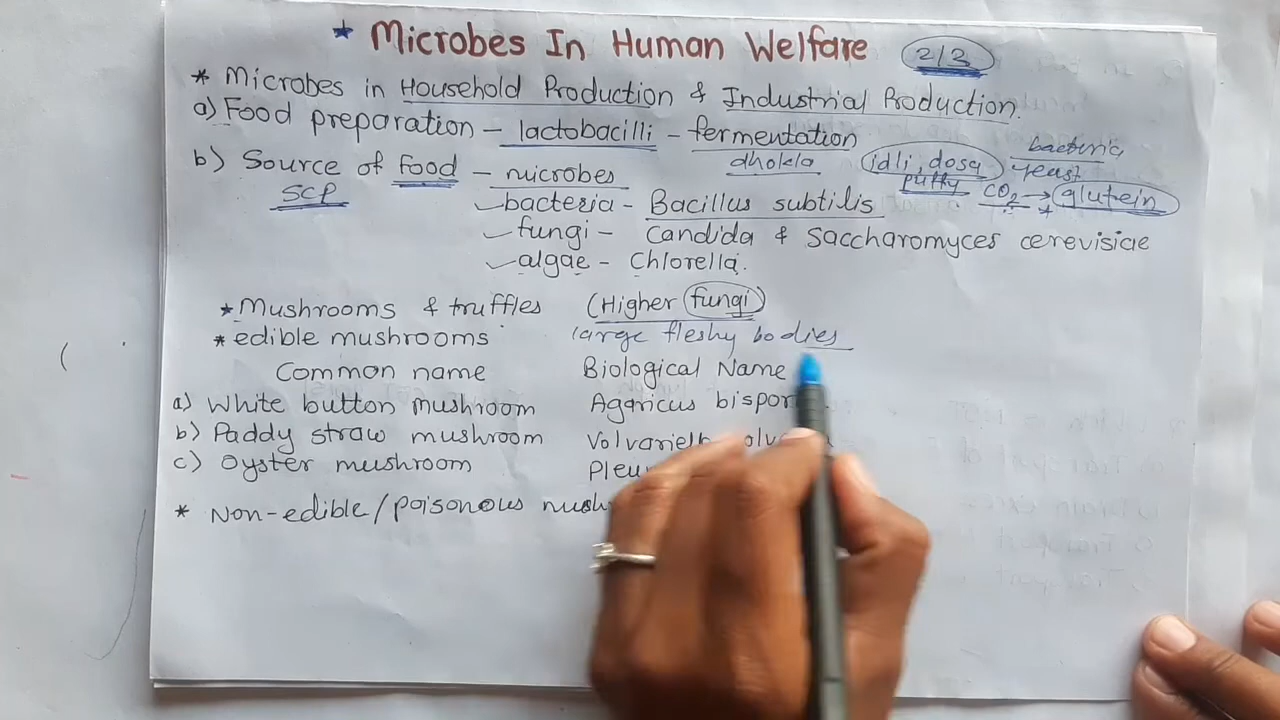 * Microbes In Human Welfare 2/3
* Microbes in Household Production & Industrial Production.
a) Food preparation - lactobacilli - fermentation
dhokla idli, dosa bacteria
b) Source of food - microbes puffy yeast
SCP CO2 → glutein
bacteria - Bacillus subtilis
fungi - Candida & Saccharomyces cerevisiae
algae - Chlorella.
* Mushrooms & truffles (Higher fungi)
* edible mushrooms large fleshy bodies
Common name Biological Name
a) White button mushroom Agaricus
b) Paddy straw mushroom
c) Oyster mushroom
* Non-edible/poisonous